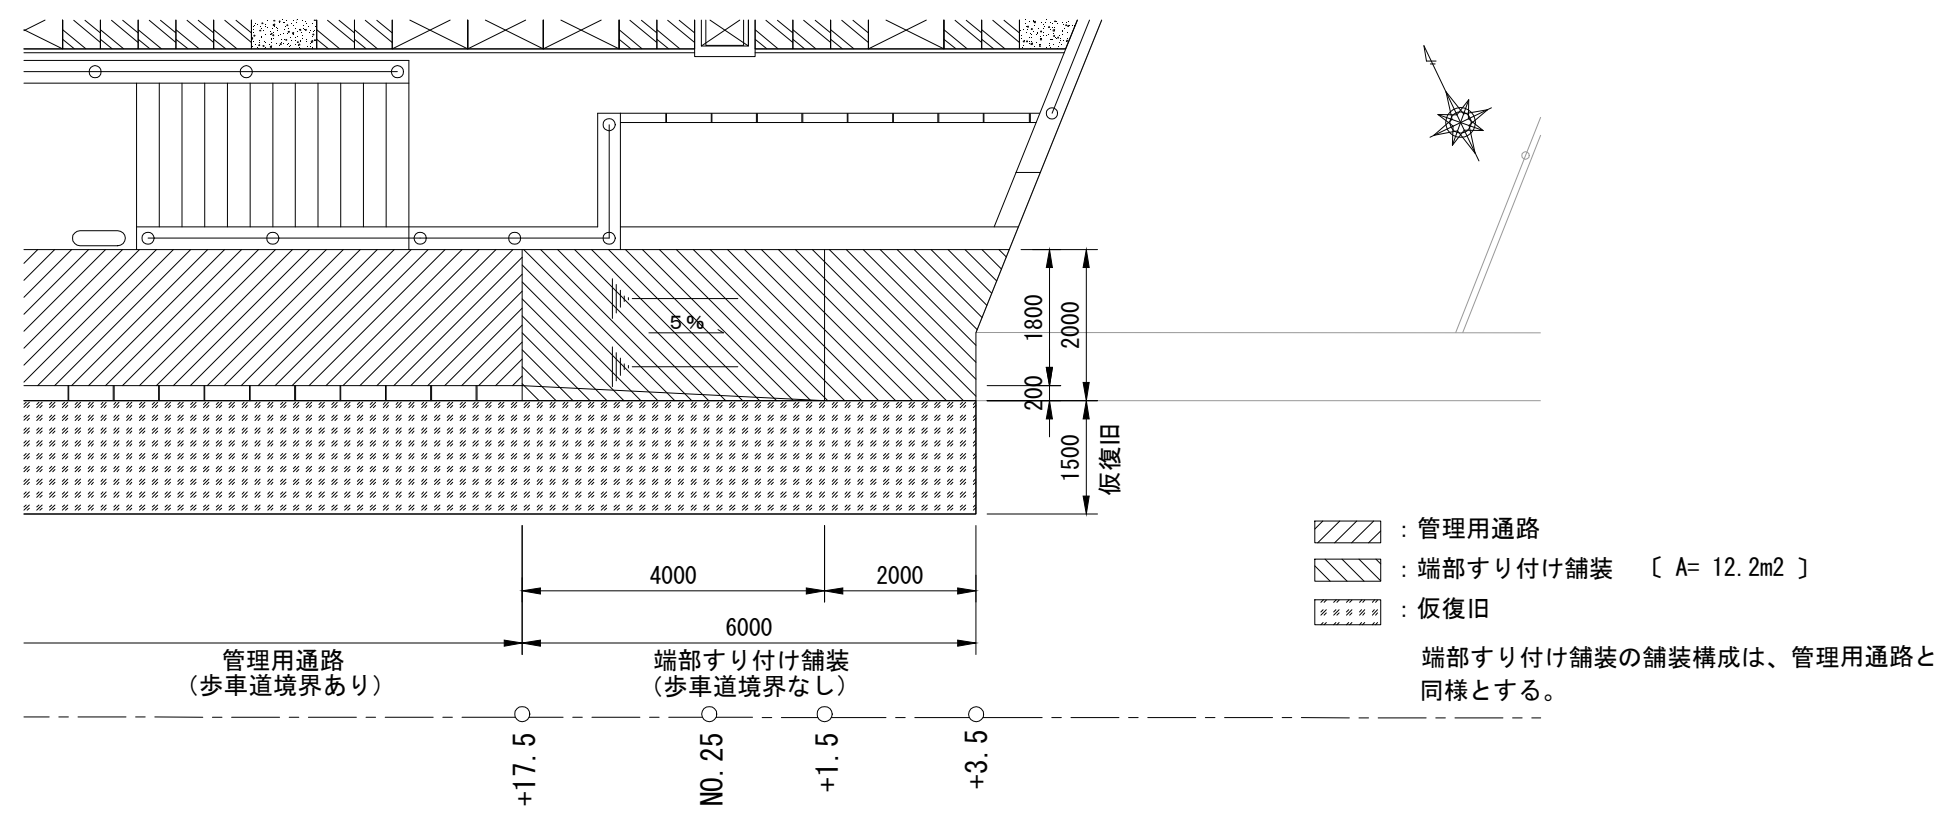 5%
1800
2000
200
1500
仮復旧
4000
2000
6000
管理用通路
(歩車道境界あり)
端部すり付け舗装
(歩車道境界なし)
+17.5
NO.25
+1.5
+3.5
：管理用通路
：端部すり付け舗装 〔 A= 12.2m2 〕
：仮復旧
端部すり付け舗装の舗装構成は、管理用通路と
同様とする。